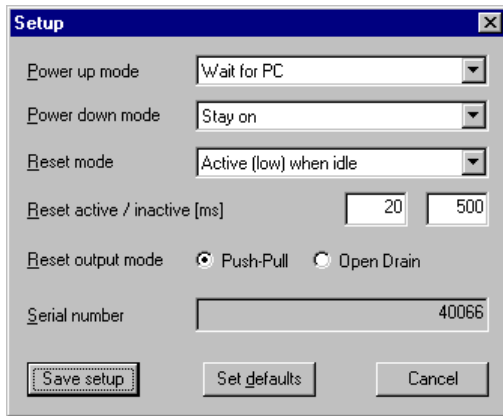 Setup
Power up mode Wait for PC
Power down mode Stay on
Reset mode Active (low) when idle
Reset active / inactive [ms] 20 500
Reset output mode Push-Pull Open Drain
Serial number 40066
Save setup Set defaults Cancel